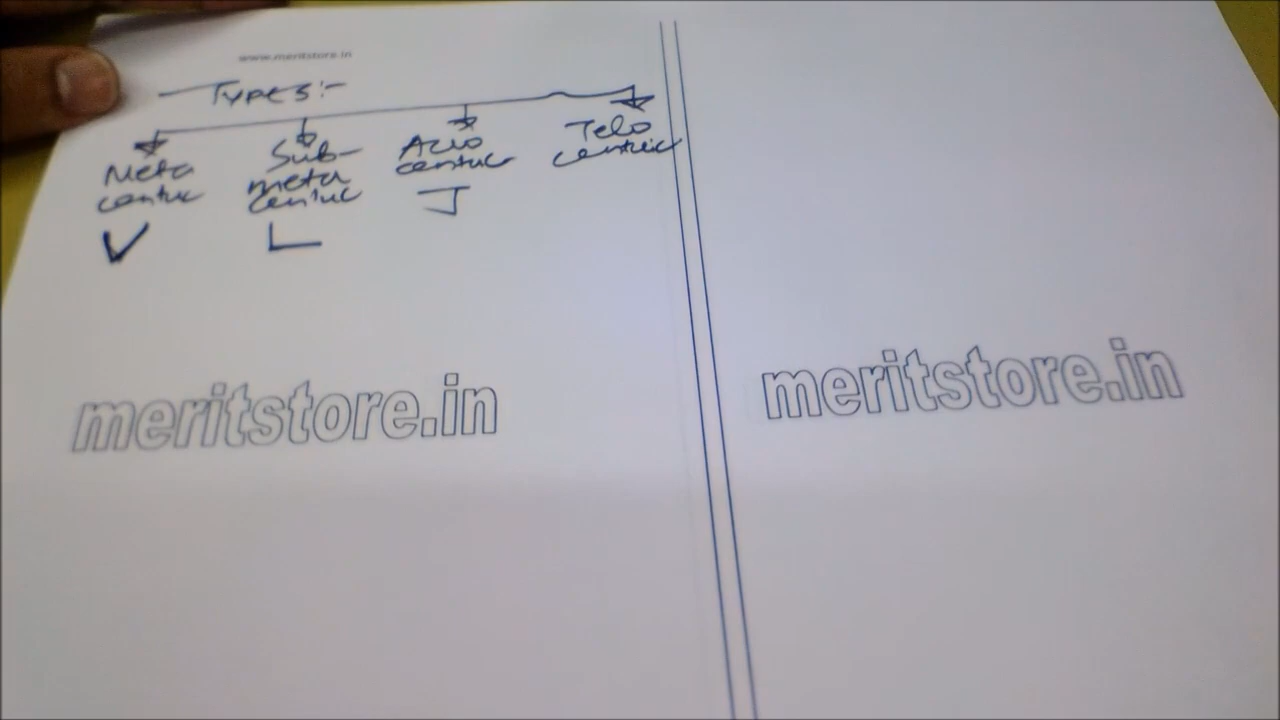 www.meritstore.in
Types:-
Meta
centric
Sub-
meta
centric
Acro
centric
Telo
centric
V
L
J
meritstore.in
meritstore.in